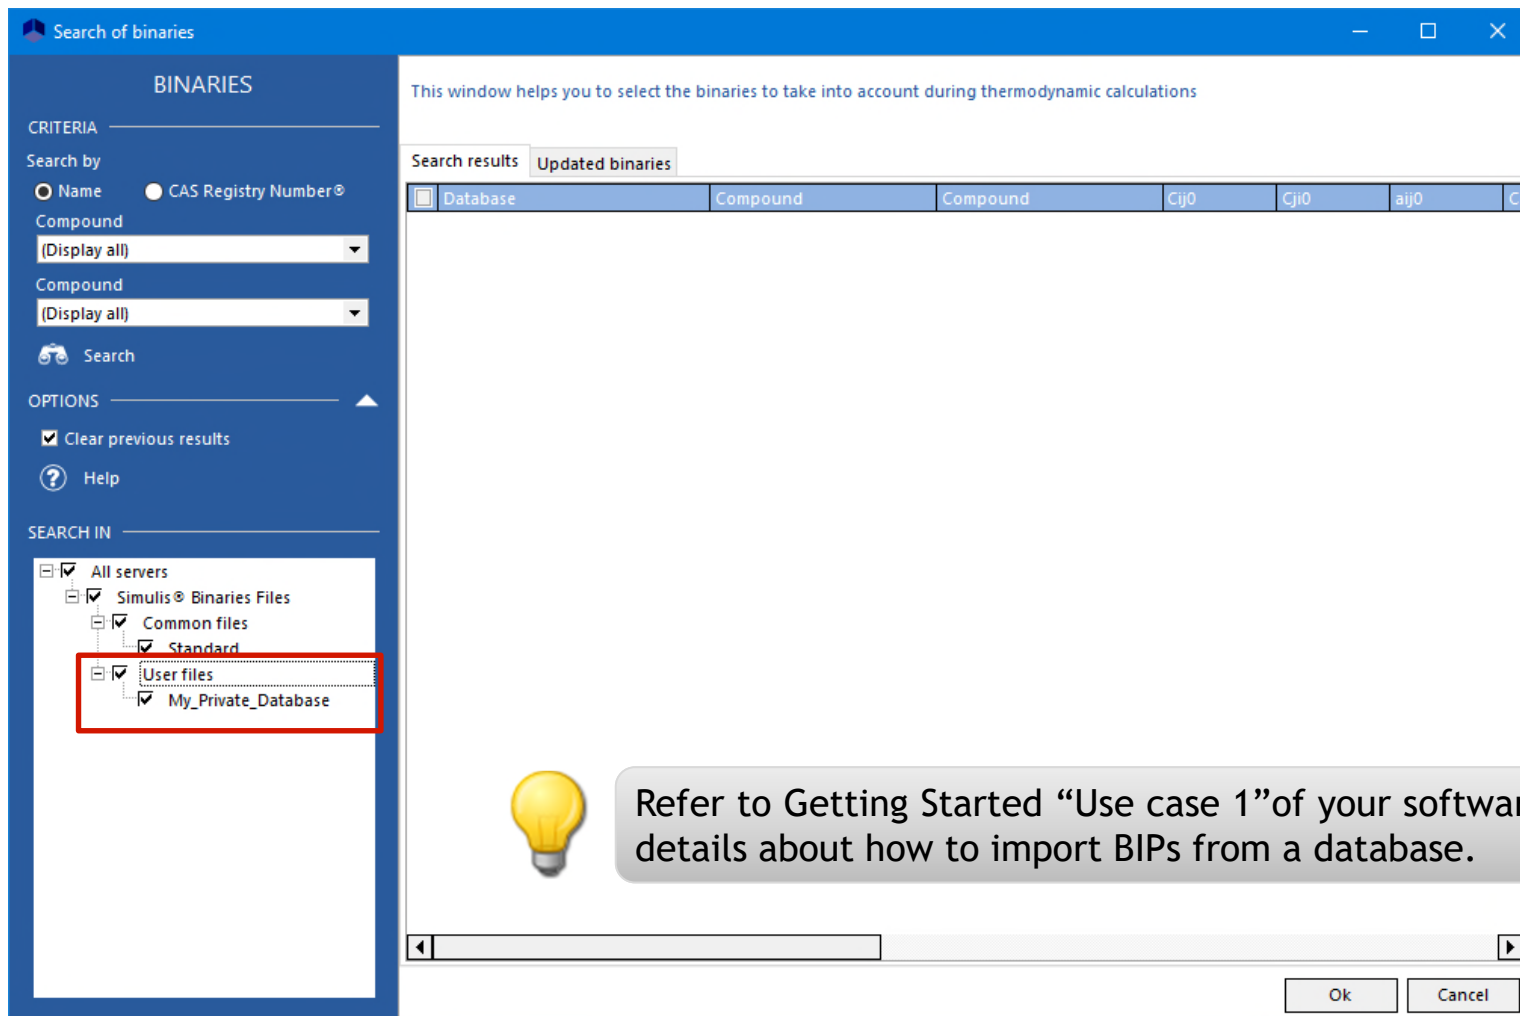 Search of binaries
BINARIES
CRITERIA
Search by
Name
CAS Registry Number®
Compound
(Display all)
Compound
(Display all)
Search
OPTIONS
Clear previous results
Help
SEARCH IN
All servers
Simulis® Binaries Files
Common files
Standard
User files
My_Private_Database
This window helps you to select the binaries to take into account during thermodynamic calculations
Search results
Updated binaries
Database
Compound
Compound
Cij0
Cji0
aij0
Refer to Getting Started “Use case 1”of your
details about how to import BIPs from a database.
Ok
Cancel